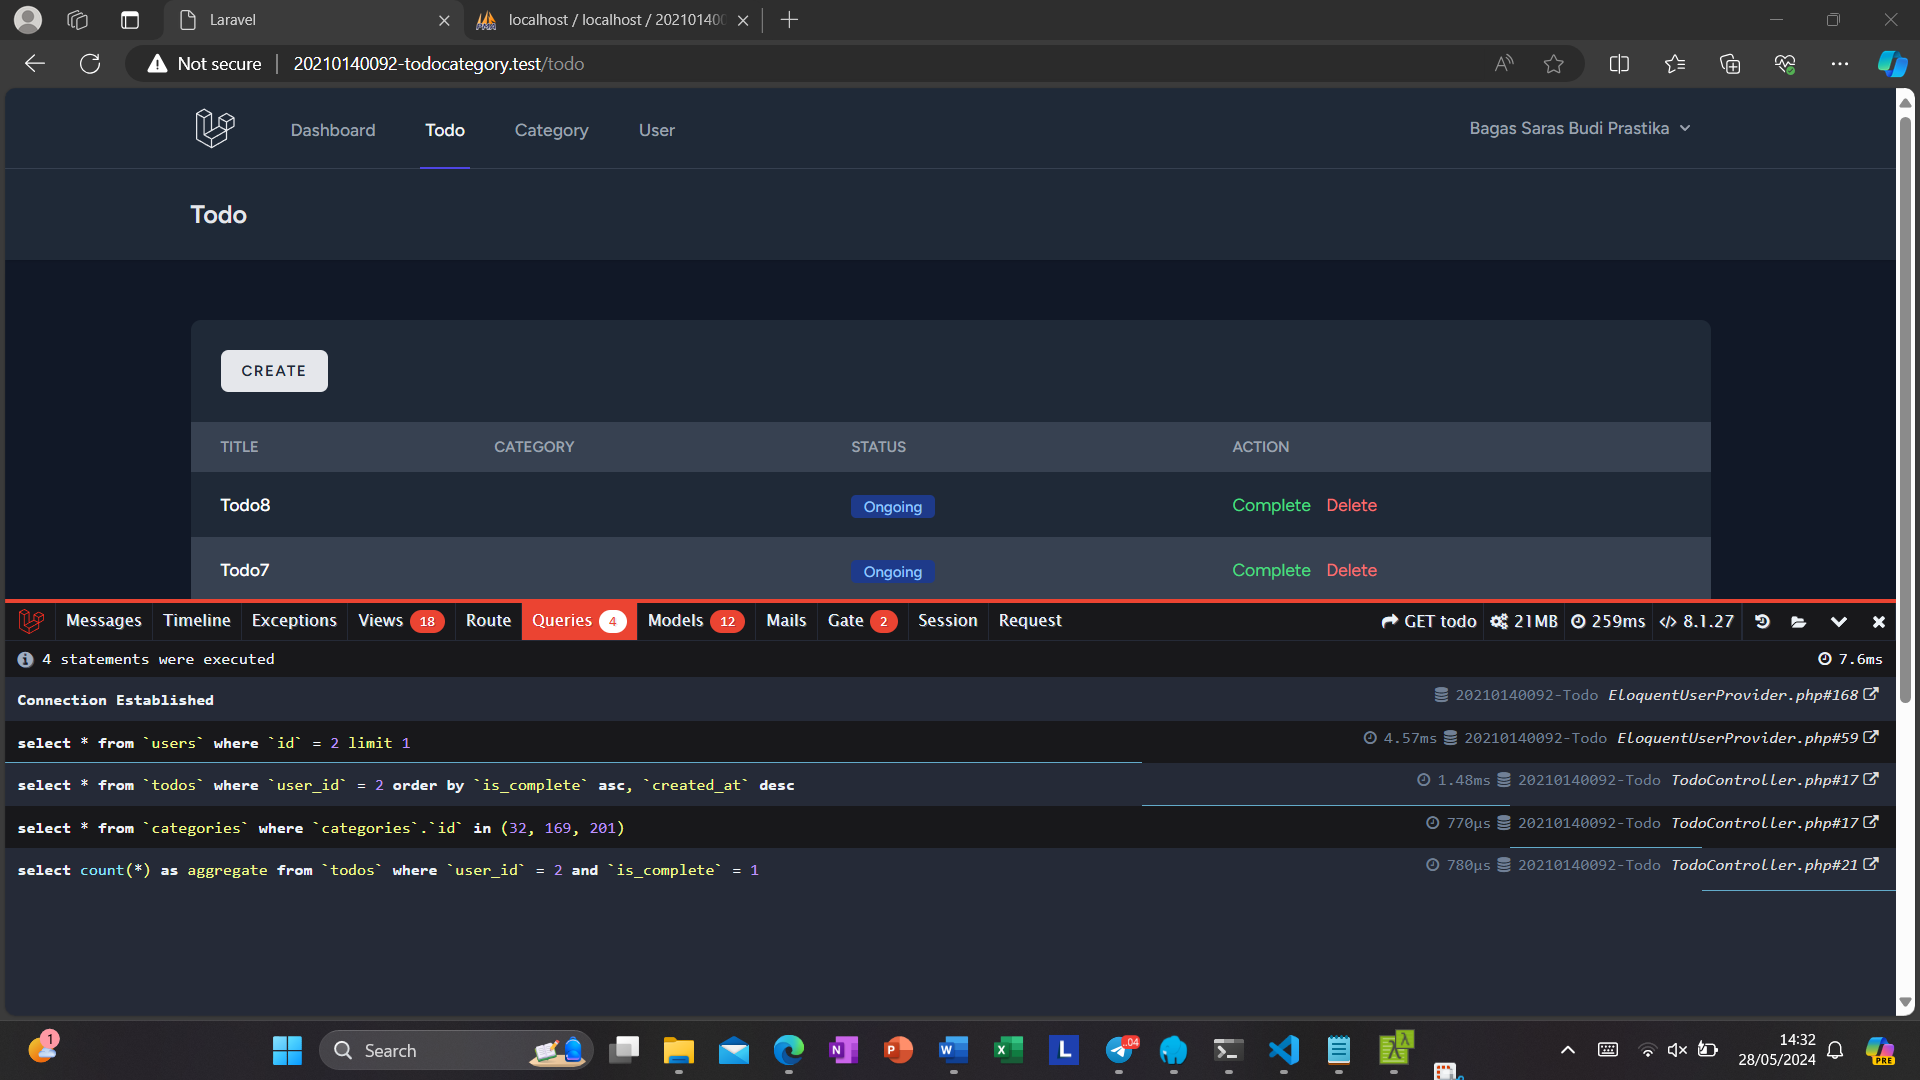 Laravel
localhost / localhost / 20210140
Not secure
20210140092-todocategory.test/todo
Dashboard
Todo
Category
User
Bagas Saras Budi Prastika
Todo
CREATE
TITLE CATEGORY STATUS ACTION
Todo8 Ongoing Complete Delete
Todo7 Ongoing Complete Delete
Messages Timeline Exceptions Views 18 Route Queries 4 Models 12 Mails Gate 2 Session Request GET todo 21MB 259ms 8.1.27
4 statements were executed 7.6ms
Connection Established 20210140092-Todo EloquentUserProvider.php#168
select * from `users` where `id` = 2 limit 1 4.57ms 20210140092-Todo EloquentUserProvider.php#59
select * from `todos` where `user_id` = 2 order by `is_complete` asc, `created_at` desc 1.48ms 20210140092-Todo TodoController.php#17
select * from `categories` where `categories`.`id` in (32, 169, 201) 770μs 20210140092-Todo TodoController.php#17
select count(*) as aggregate from `todos` where `user_id` = 2 and `is_complete` = 1 780μs 20210140092-Todo TodoController.php#21
1
Search
..04
14:32
28/05/2024
PRE